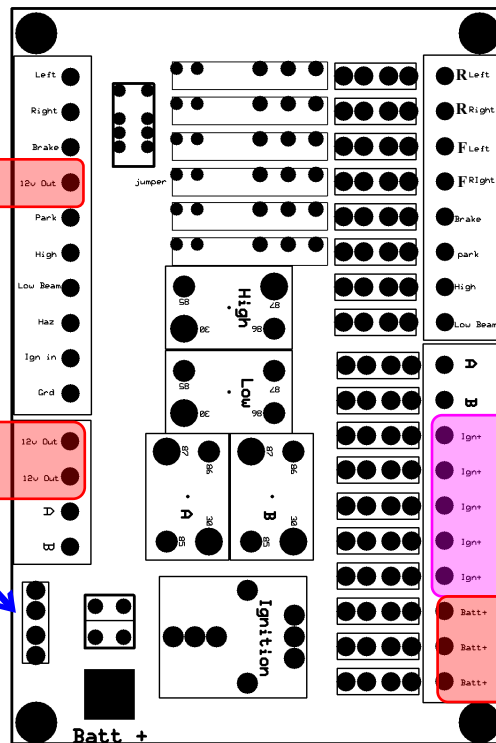 Left
Right
Brake
12v Out
Park
High
Low Beam
Haz
Ign in
Grd
12v Out
12v Out
A
B
jumper
High
85
87
30
86
Low
85
87
30
86
87
86
A
85
30
87
86
B
85
30
Ignition
Batt +
R Left
R Right
F Left
F RIght
Brake
park
High
Low Beam
A
B
Ign+
Ign+
Ign+
Ign+
Ign+
Batt+
Batt+
Batt+